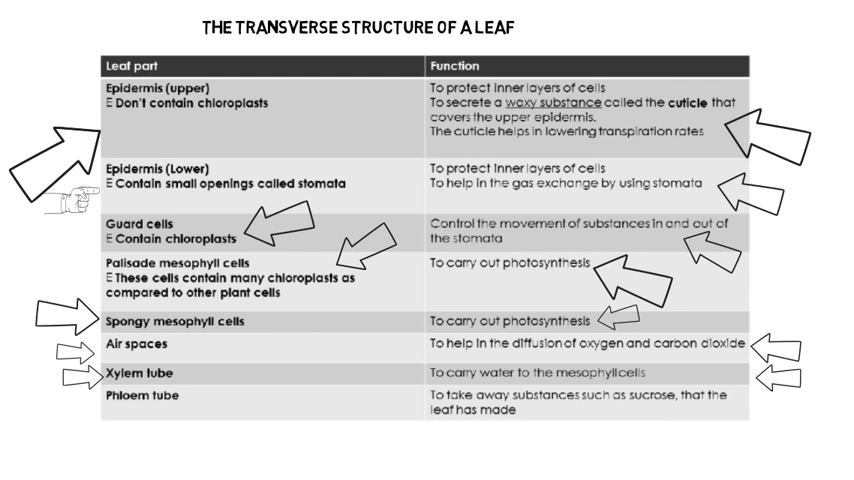 THE TRANSVERSE STRUCTURE OF A LEAF
Leaf part
Function
Epidermis (upper)
E Don't contain chloroplasts
To protect inner layers of cells
To secrete a waxy substance called the cuticle that
covers the upper epidermis.
The cuticle helps in lowering transpiration rates
Epidermis (Lower)
E Contain small openings called stomata
To protect inner layers of cells
To help in the gas exchange by using stomata
Guard cells
E Contain chloroplasts
Control the movement of substances in and out of
the stomata
Palisade mesophyll cells
E These cells contain many chloroplasts as
compared to other plant cells
To carry out photosynthesis
Spongy mesophyll cells
To carry out photosynthesis
Air spaces
To help in the diffusion of oxygen and carbon dioxide
Xylem tube
To carry water to the mesophyll cells
Phloem tube
To take away substances such as sucrose, that the
leaf has made